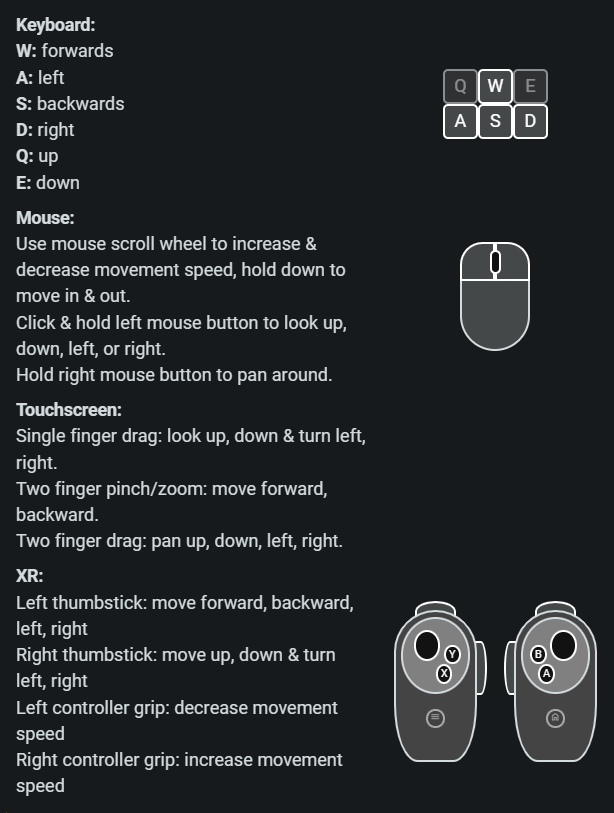 Keyboard:
W: forwards
A: left
S: backwards
D: right
Q: up
E: down
Q W E
A S D
Mouse:
Use mouse scroll wheel to increase &
decrease movement speed, hold down to
move in & out.
Click & hold left mouse button to look up,
down, left, or right.
Hold right mouse button to pan around.
Touchscreen:
Single finger drag: look up, down & turn left,
right.
Two finger pinch/zoom: move forward,
backward.
Two finger drag: pan up, down, left, right.
XR:
Left thumbstick: move forward, backward,
left, right
Right thumbstick: move up, down & turn
left, right
Left controller grip: decrease movement
speed
Right controller grip: increase movement
speed
Y B
X A